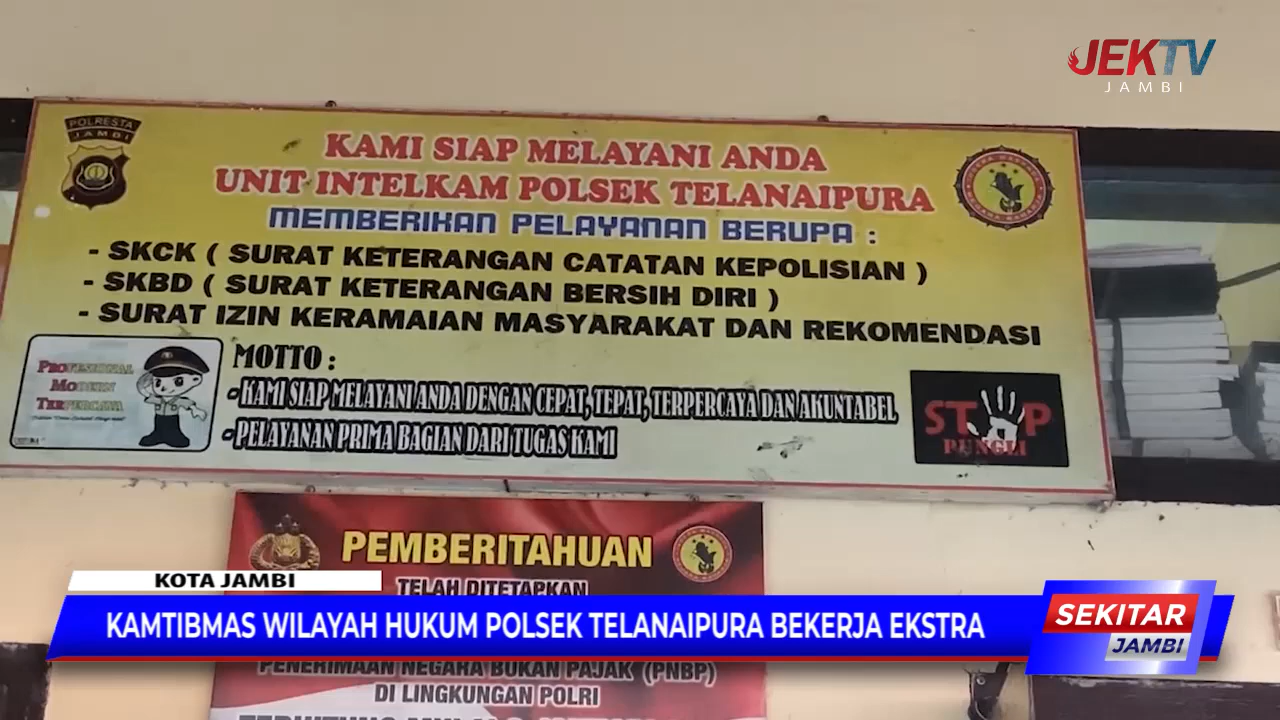 JEKTV
JAMBI
POLRESTA
JAMBI
KAMI SIAP MELAYANI ANDA
UNIT INTELKAM POLSEK TELANAIPURA
MEMBERIKAN PELAYANAN BERUPA :
- SKCK ( SURAT KETERANGAN CATATAN KEPOLISIAN )
- SKBD ( SURAT KETERANGAN BERSIH DIRI )
- SURAT IZIN KERAMAIAN MASYARAKAT DAN REKOMENDASI
PROFESIONAL
MODERN
TERPERCAYA
MOTTO :
- KAMI SIAP MELAYANI ANDA DENGAN CEPAT, TEPAT, TERPERCAYA DAN AKUNTABEL
- PELAYANAN PRIMA BAGIAN DARI TUGAS KAMI
STOP
PUNGLI
PEMBERITAHUAN
TELAH DITETAPKAN
KOTA JAMBI
KAMTIBMAS WILAYAH HUKUM POLSEK TELANAIPURA BEKERJA EKSTRA
SEKITAR
JAMBI
PENERIMAAN NEGARA BUKAN PAJAK (PNBP)
DI LINGKUNGAN POLRI